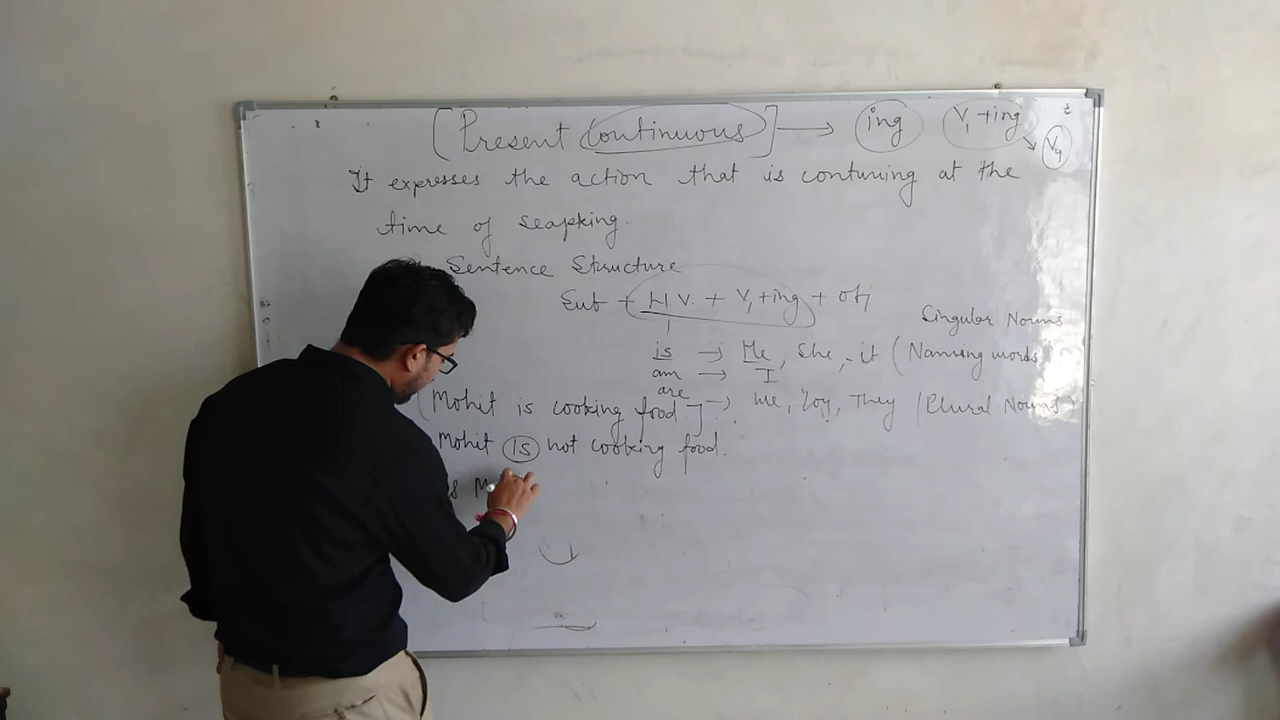 [Present Continuous] → ing V1 +ing
V4
It expresses the action that is contuning at the
time of seapking.
Sentence Structure
Sub + H V. + V1+ing + obj
Singular Nouns
is → He, She, it (Naming words)
am → I
are → We, You, They (Plural Nouns)
[Mohit is cooking food]
Mohit is not cooking food.